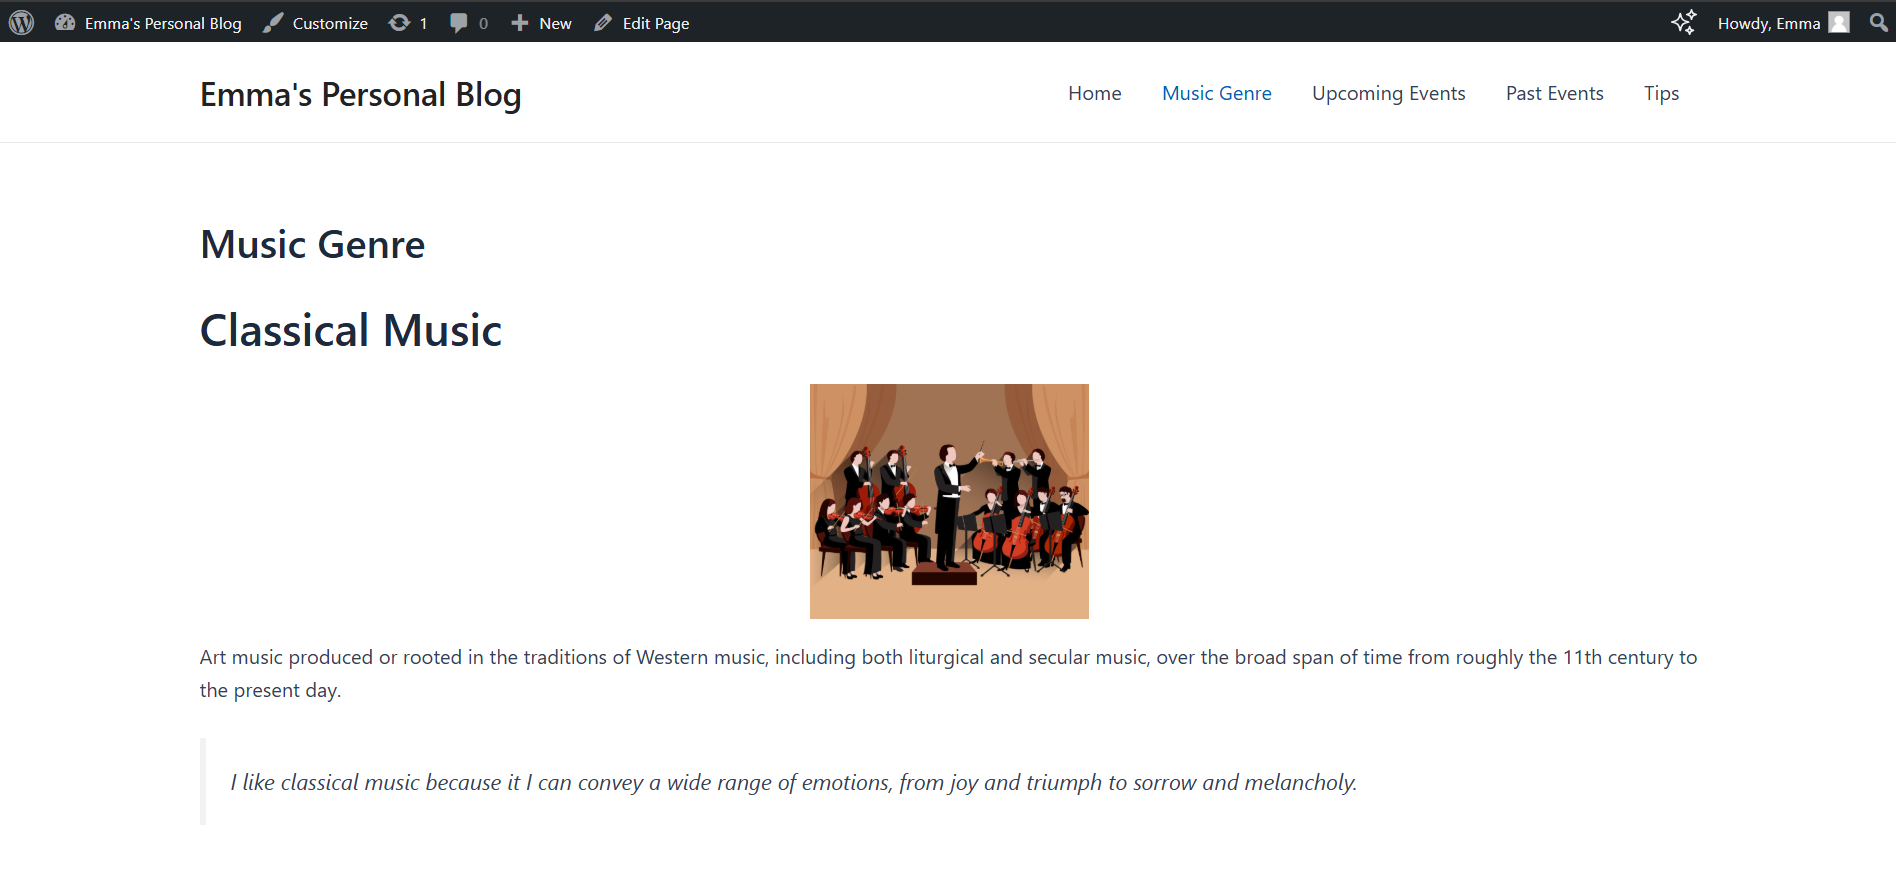 Emma's Personal Blog Customize 1 0 New Edit Page Howdy, Emma
Emma's Personal Blog Home Music Genre Upcoming Events Past Events Tips
Music Genre
Classical Music
Art music produced or rooted in the traditions of Western music, including both liturgical and secular music, over the broad span of time from roughly the 11th century to
the present day.
I like classical music because it I can convey a wide range of emotions, from joy and triumph to sorrow and melancholy.